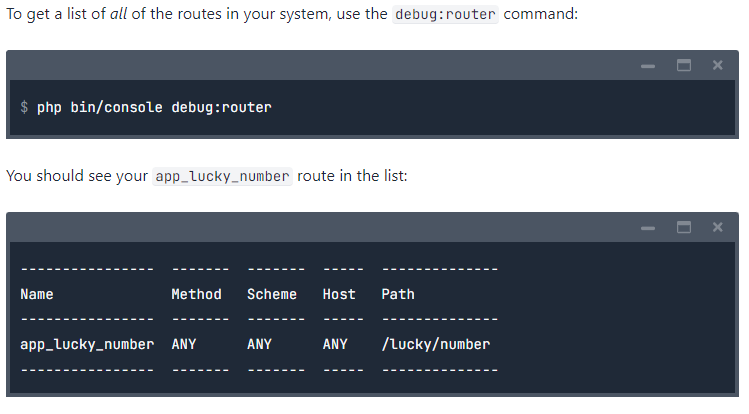 To get a list of all of the routes in your system, use the debug:router command:
$ php bin/console debug:router
You should see your app_lucky_number route in the list:
---------------- ------- ------- ----- --------------
Name Method Scheme Host Path
---------------- ------- ------- ----- --------------
app_lucky_number ANY ANY ANY /lucky/number
---------------- ------- ------- ----- --------------